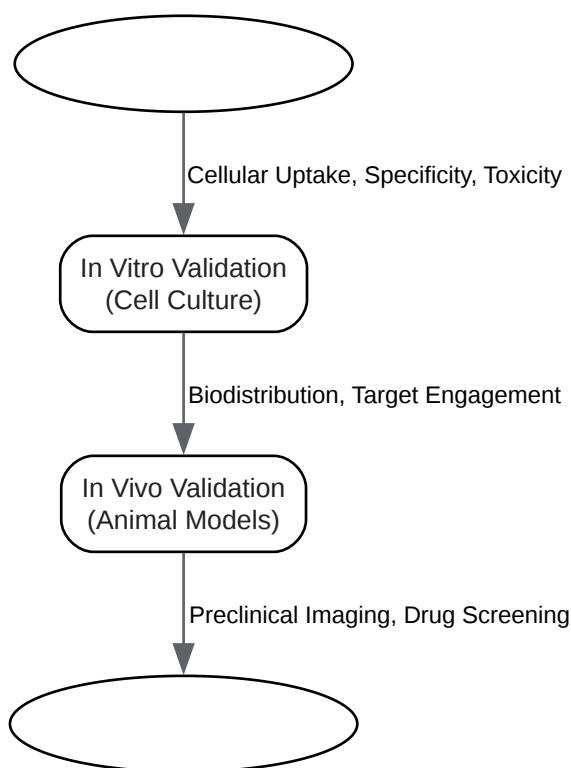 Cellular Uptake, Specificity, Toxicity
In Vitro Validation
(Cell Culture)
Biodistribution, Target Engagement
In Vivo Validation
(Animal Models)
Preclinical Imaging, Drug Screening